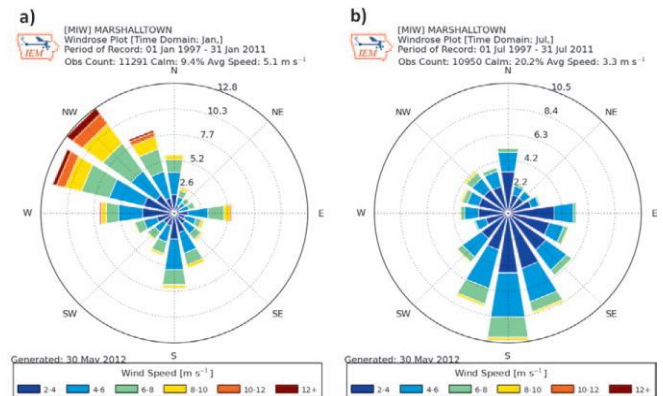 a)
[MIW] MARSHALLTOWN
Windrose Plot [Time Domain: Jan,]
Period of Record: 01 Jan 1997 - 31 Jan 2011
Obs Count: 11291 Calm: 9.4% Avg Speed: 5.1 m s⁻¹
IEM
N
12.8
10.3
7.7
5.2
2.6
NW
NE
W
E
SW
SE
S
Generated: 30 May 2012
Wind Speed [m s⁻¹]
2-4 4-6 6-8 8-10 10-12 12+
b)
[MIW] MARSHALLTOWN
Windrose Plot [Time Domain: Jul,]
Period of Record: 01 Jul 1997 - 31 Jul 2011
Obs Count: 10950 Calm: 20.2% Avg Speed: 3.3 m s⁻¹
IEM
N
10.5
8.4
6.3
4.2
2.2
NW
NE
W
E
SW
SE
S
Generated: 30 May 2012
Wind Speed [m s⁻¹]
2-4 4-6 6-8 8-10 10-12 12+